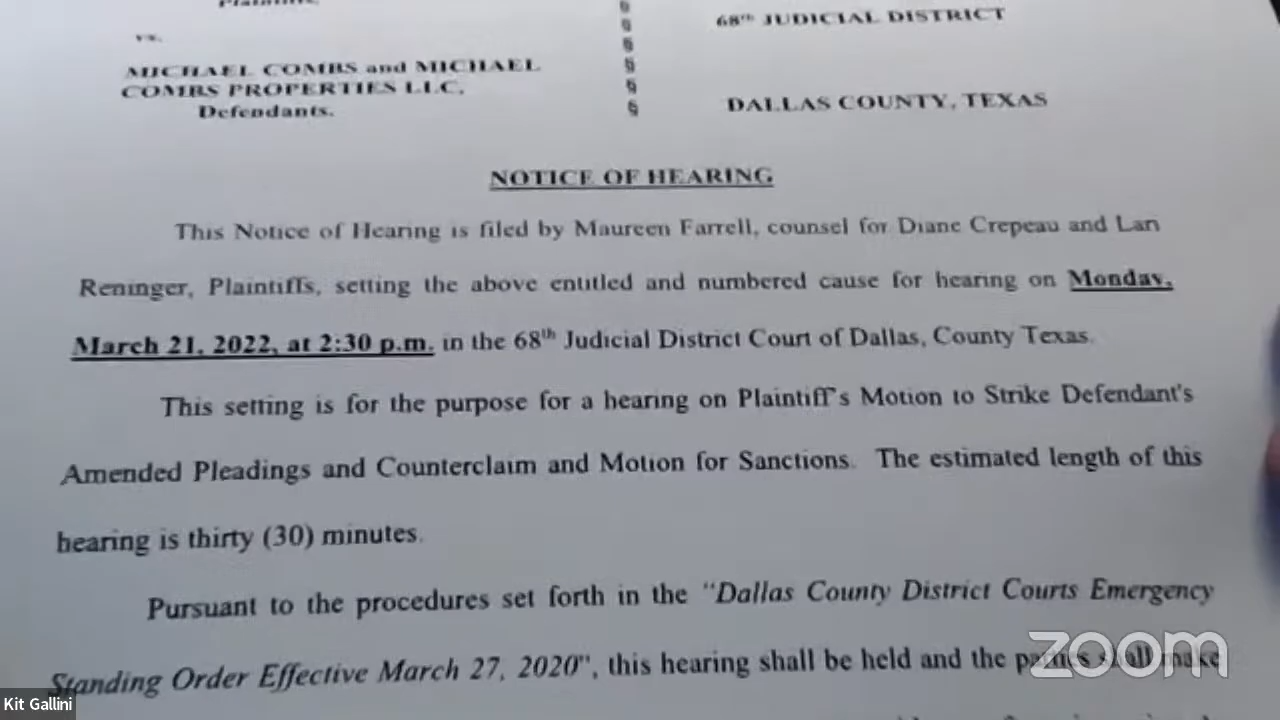 Plaintiffs,
vs.
MICHAEL COMBS and MICHAEL
COMBS PROPERTIES LLC,
Defendants.
§
§
§
§
§
§
68th JUDICIAL DISTRICT
DALLAS COUNTY, TEXAS
NOTICE OF HEARING
This Notice of Hearing is filed by Maureen Farrell, counsel for Diane Crepeau and Lari
Reninger, Plaintiffs, setting the above entitled and numbered cause for hearing on Monday,
March 21, 2022, at 2:30 p.m. in the 68th Judicial District Court of Dallas, County Texas.
This setting is for the purpose for a hearing on Plaintiff's Motion to Strike Defendant's
Amended Pleadings and Counterclaim and Motion for Sanctions. The estimated length of this
hearing is thirty (30) minutes.
Pursuant to the procedures set forth in the "Dallas County District Courts Emergency
Standing Order Effective March 27, 2020", this hearing shall be held and the parties shall make
zoom
Kit Gallini